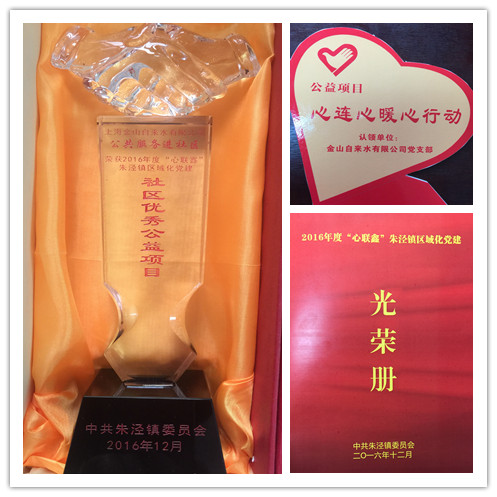 上海金山自来水有限公司
公共服务进社区
荣获2016年度“心联鑫”
朱泾镇区域化党建
社区优秀公益项目
中共朱泾镇委员会
2016年12月
公益项目
心连心暖心行动
认领单位：
金山自来水有限公司党支部
2016年度“心联鑫”朱泾镇区域化党建
光荣册
中共朱泾镇委员会
二〇一六年十二月